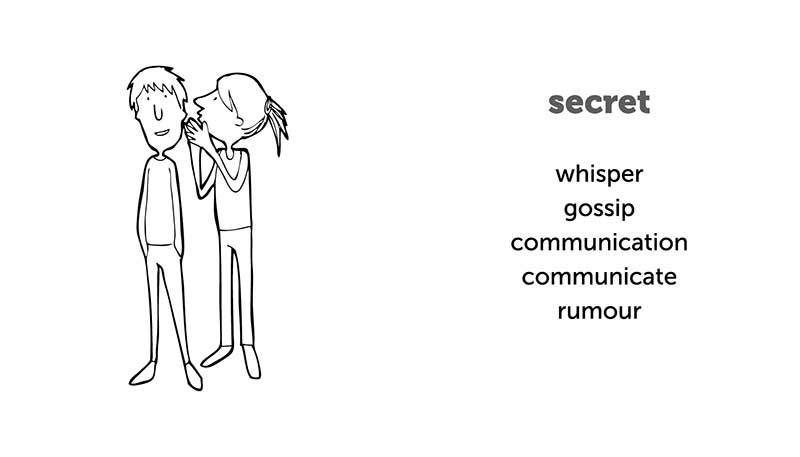 secret
whisper
gossip
communication
communicate
rumour